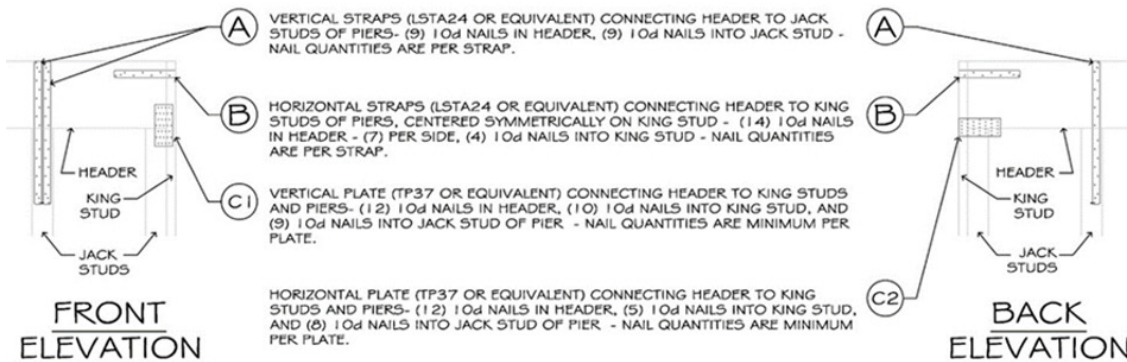 A
VERTICAL STRAPS (LSTA24 OR EQUIVALENT) CONNECTING HEADER TO JACK
STUDS OF PIERS- (9) 10d NAILS IN HEADER, (9) 10d NAILS INTO JACK STUD -
NAIL QUANTITIES ARE PER STRAP.
A
B
HORIZONTAL STRAPS (LSTA24 OR EQUIVALENT) CONNECTING HEADER TO KING
STUDS OF PIERS, CENTERED SYMMETRICALLY ON KING STUD - (14) 10d NAILS
IN HEADER - (7) PER SIDE, (4) 10d NAILS INTO KING STUD - NAIL QUANTITIES
ARE PER STRAP.
B
HEADER
KING
STUD
JACK
STUDS
C1
VERTICAL PLATE (TP37 OR EQUIVALENT) CONNECTING HEADER TO KING STUDS
AND PIERS- (12) 10d NAILS IN HEADER, (10) 10d NAILS INTO KING STUD, AND
(9) 10d NAILS INTO JACK STUD OF PIER - NAIL QUANTITIES ARE MINIMUM PER
PLATE.
HEADER
KING
STUD
JACK
STUDS
HORIZONTAL PLATE (TP37 OR EQUIVALENT) CONNECTING HEADER TO KING
STUDS AND PIERS- (12) 10d NAILS IN HEADER, (5) 10d NAILS INTO KING STUD,
AND (8) 10d NAILS INTO JACK STUD OF PIER - NAIL QUANTITIES ARE MINIMUM
PER PLATE.
C2
FRONT
ELEVATION
BACK
ELEVATION